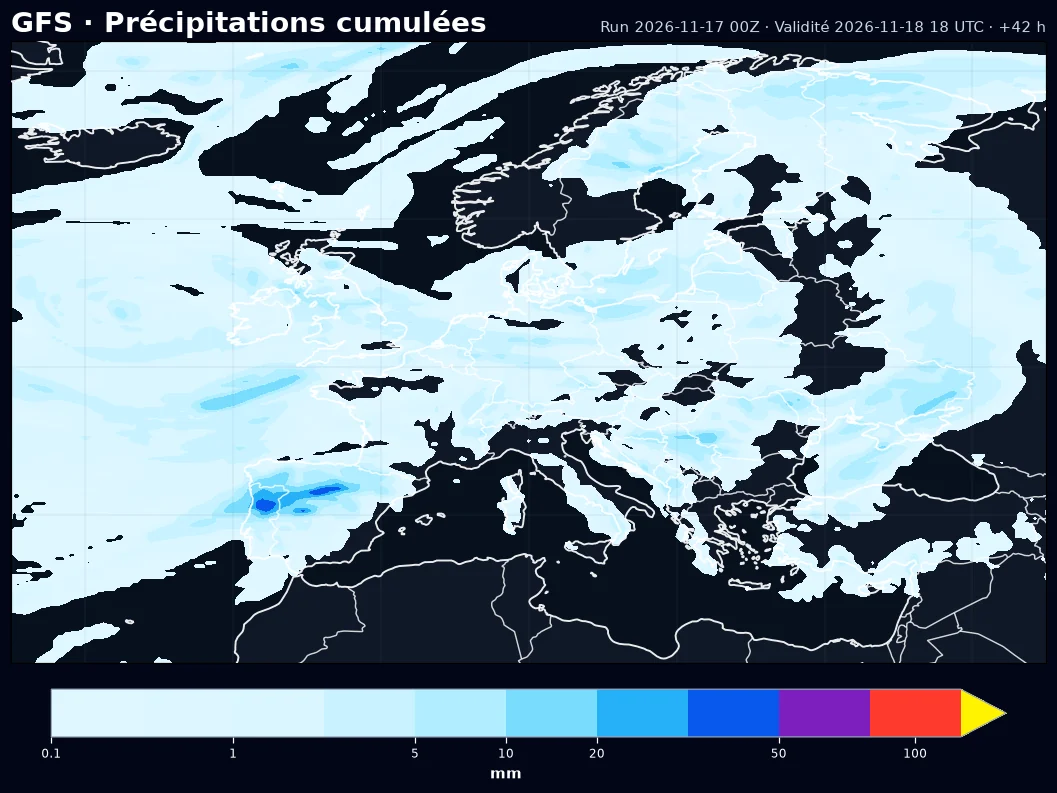 GFS · Précipitations cumulées
Run 2026-11-17 00Z · Validité 2026-11-18 18 UTC · +42 h
0.1 1 5 10 20 50 100
mm